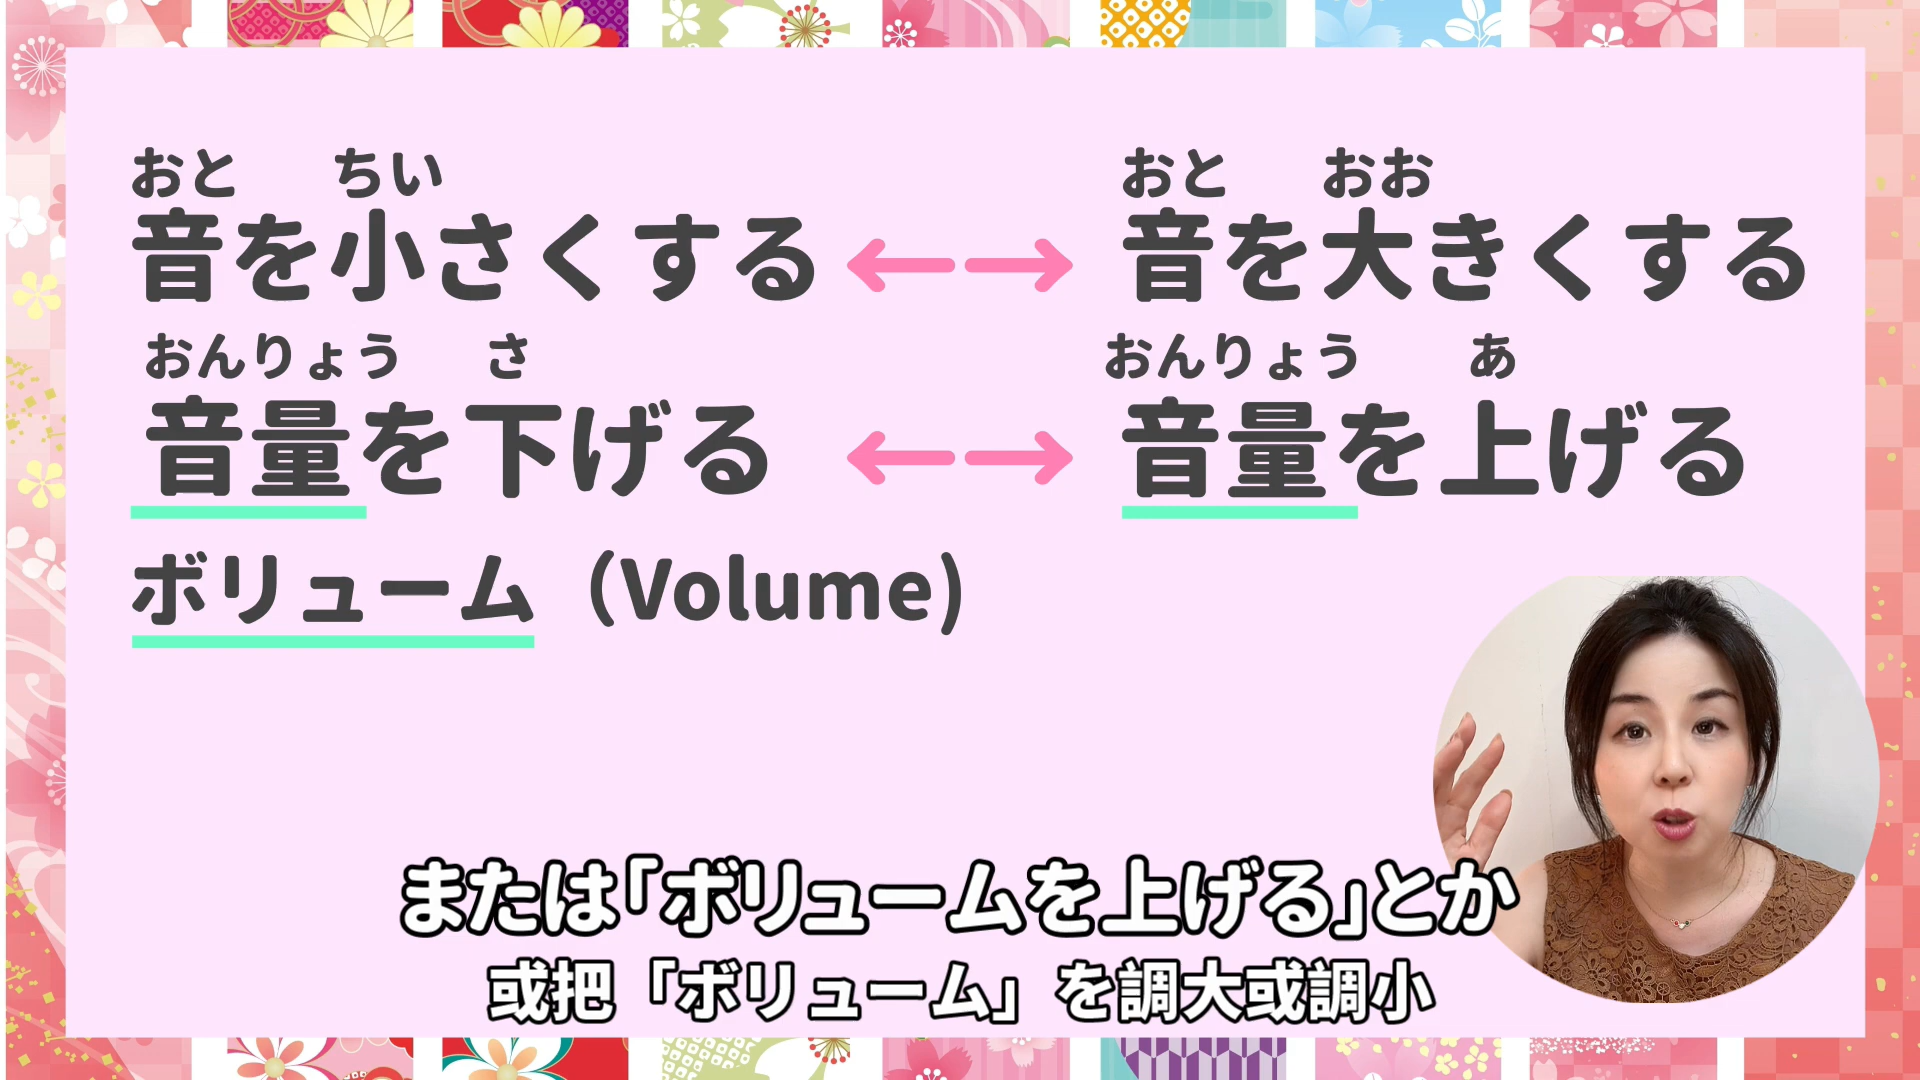 おと ちい
音を小さくする←→
おと おお
音を大きくする
おんりょう さ
音量を下げる ←→
おんりょう あ
音量を上げる
ボリューム（Volume)
または「ボリュームを上げる」とか
或把「ボリューム」を調大或調小